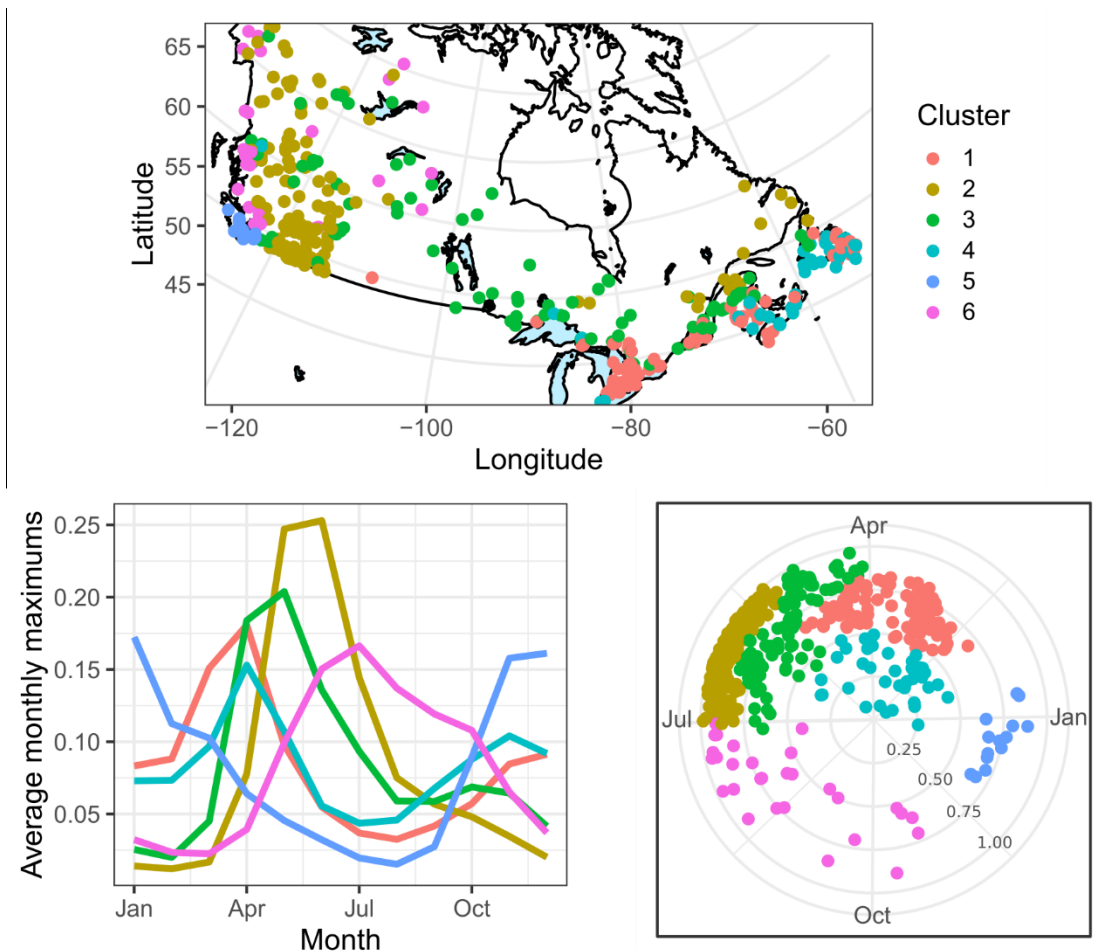 65
60
55
50
45
Latitude
−120
−100
−80
−60
Longitude
Cluster
1
2
3
4
5
6
0.25
0.20
0.15
0.10
0.05
Average monthly maximums
Jan
Apr
Jul
Oct
Month
Apr
Jul
Jan
0.25
0.50
0.75
1.00
Oct